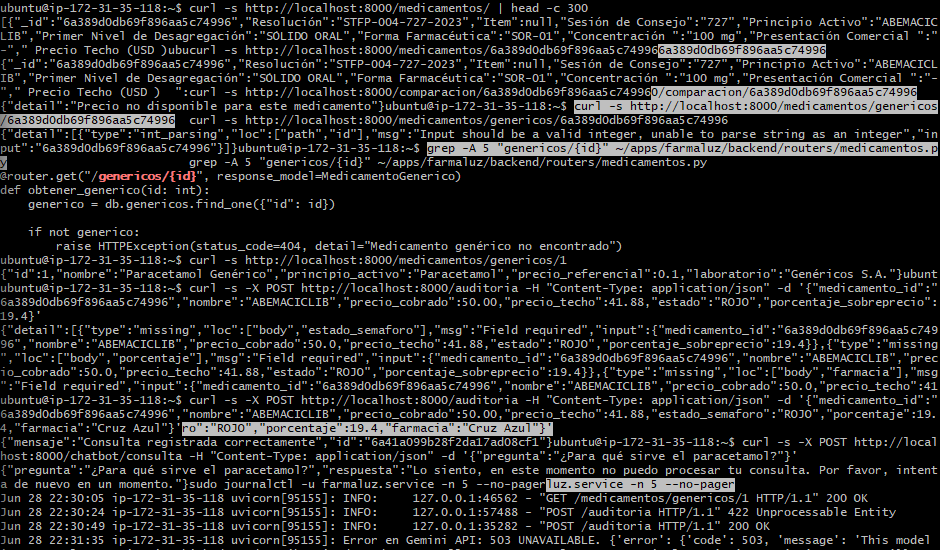 ubuntu@ip-172-31-35-118:~$ curl -s http://localhost:8000/medicamentos/ | head -c 300
[{"_id":"6a389d0db69f896aa5c74996","Resolución":"STFP-004-727-2023","Item":null,"Sesión de Consejo":"727","Principio Activo":"ABEMACIC
LIB","Primer Nivel de Desagregación":"SÓLIDO ORAL","Forma Farmacéutica":"SOR-01","Concentración ":"100 mg","Presentación Comercial ":"
-"," Precio Techo (USD )ubucurl -s http://localhost:8000/medicamentos/6a389d0db69f896aa5c749966a389d0db69f896aa5c74996
{"_id":"6a389d0db69f896aa5c74996","Resolución":"STFP-004-727-2023","Item":null,"Sesión de Consejo":"727","Principio Activo":"ABEMACICL
IB","Primer Nivel de Desagregación":"SÓLIDO ORAL","Forma Farmacéutica":"SOR-01","Concentración ":"100 mg","Presentación Comercial ":"-
"," Precio Techo (USD )  ":curl -s http://localhost:8000/comparacion/6a389d0db69f896aa5c749960/comparacion/6a389d0db69f896aa5c74996
{"detail":"Precio no disponible para este medicamento"}ubuntu@ip-172-31-35-118:~$ curl -s http://localhost:8000/medicamentos/genericos
/6a389d0db69f896aa5c74996  curl -s http://localhost:8000/medicamentos/genericos/6a389d0db69f896aa5c74996
{"detail":[{"type":"int_parsing","loc":["path","id"],"msg":"Input should be a valid integer, unable to parse string as an integer","in
put":"6a389d0db69f896aa5c74996"}]}ubuntu@ip-172-31-35-118:~$ grep -A 5 "genericos/{id}" ~/apps/farmaluz/backend/routers/medicamentos.p
y                        grep -A 5 "genericos/{id}" ~/apps/farmaluz/backend/routers/medicamentos.py
@router.get("/genericos/{id}", response_model=MedicamentoGenerico)
def obtener_generico(id: int):
    generico = db.genericos.find_one({"id": id})
    if not generico:
        raise HTTPException(status_code=404, detail="Medicamento genérico no encontrado")
ubuntu@ip-172-31-35-118:~$ curl -s http://localhost:8000/medicamentos/genericos/1
{"id":1,"nombre":"Paracetamol Genérico","principio_activo":"Paracetamol","precio_referencial":0.1,"laboratorio":"Genéricos S.A."}ubuntu
ubuntu@ip-172-31-35-118:~$ curl -s -X POST http://localhost:8000/auditoria -H "Content-Type: application/json" -d '{"medicamento_id":"
6a389d0db69f896aa5c74996","nombre":"ABEMACICLIB","precio_cobrado":50.00,"precio_techo":41.88,"estado":"ROJO","porcentaje_sobreprecio":
19.4}'
{"detail":[{"type":"missing","loc":["body","estado_semaforo"],"msg":"Field required","input":{"medicamento_id":"6a389d0db69f896aa5c749
96","nombre":"ABEMACICLIB","precio_cobrado":50.0,"precio_techo":41.88,"estado":"ROJO","porcentaje_sobreprecio":19.4}},{"type":"missing
","loc":["body","porcentaje"],"msg":"Field required","input":{"medicamento_id":"6a389d0db69f896aa5c74996","nombre":"ABEMACICLIB","prec
io_cobrado":50.0,"precio_techo":41.88,"estado":"ROJO","porcentaje_sobreprecio":19.4}},{"type":"missing","loc":["body","farmacia"],"msg
":"Field required","input":{"medicamento_id":"6a389d0db69f896aa5c74996","nombre":"ABEMACICLIB","precio_cobrado":50.0,"precio_techo":41
ubuntu@ip-172-31-35-118:~$ curl -s -X POST http://localhost:8000/auditoria -H "Content-Type: application/json" -d '{"medicamento_id":"
6a389d0db69f896aa5c74996","nombre":"ABEMACICLIB","precio_cobrado":50.00,"precio_techo":41.88,"estado_semaforo":"ROJO","porcentaje":19.
4,"farmacia":"Cruz Azul"}'ro":"ROJO","porcentaje":19.4,"farmacia":"Cruz Azul"}'
{"mensaje":"Consulta registrada correctamente","id":"6a41a099b28f2da17ad08cf1"}ubuntu@ip-172-31-35-118:~$ curl -s -X POST http://local
host:8000/chatbot/consulta -H "Content-Type: application/json" -d '{"pregunta":"¿Para qué sirve el paracetamol?"}'
{"pregunta":"¿Para qué sirve el paracetamol?","respuesta":"Lo siento, en este momento no puedo procesar tu consulta. Por favor, intent
a de nuevo en un momento."}sudo journalctl -u farmaluz.service -n 5 --no-pagerluz.service -n 5 --no-pager
Jun 28 22:30:05 ip-172-31-35-118 uvicorn[95155]: INFO:     127.0.0.1:46562 - "GET /medicamentos/genericos/1 HTTP/1.1" 200 OK
Jun 28 22:30:24 ip-172-31-35-118 uvicorn[95155]: INFO:     127.0.0.1:57488 - "POST /auditoria HTTP/1.1" 422 Unprocessable Entity
Jun 28 22:30:49 ip-172-31-35-118 uvicorn[95155]: INFO:     127.0.0.1:35282 - "POST /auditoria HTTP/1.1" 200 OK
Jun 28 22:31:35 ip-172-31-35-118 uvicorn[95155]: Error en Gemini API: 503 UNAVAILABLE. {'error': {'code': 503, 'message': 'This model